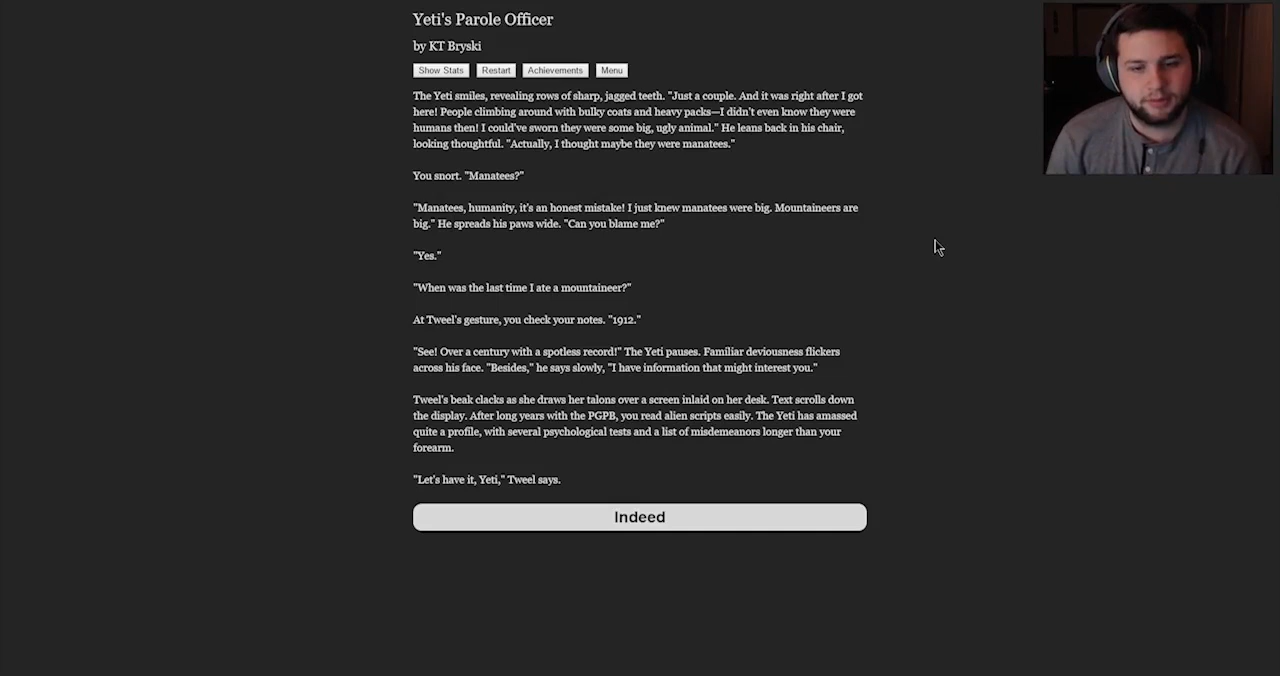 Yeti's Parole Officer
by KT Bryski
Show Stats Restart Achievements Menu
The Yeti smiles, revealing rows of sharp, jagged teeth. "Just a couple. And it was right after I got
here! People climbing around with bulky coats and heavy packs—I didn't even know they were
humans then! I could've sworn they were some big, ugly animal." He leans back in his chair,
looking thoughtful. "Actually, I thought maybe they were manatees."
You snort. "Manatees?"
"Manatees, humanity, it's an honest mistake! I just knew manatees were big. Mountaineers are
big." He spreads his paws wide. "Can you blame me?"
"Yes."
"When was the last time I ate a mountaineer?"
At Tweel's gesture, you check your notes. "1912."
"See! Over a century with a spotless record!" The Yeti pauses. Familiar deviousness flickers
across his face. "Besides," he says slowly, "I have information that might interest you."
Tweel's beak clacks as she draws her talons over a screen inlaid on her desk. Text scrolls down
the display. After long years with the PGPB, you read alien scripts easily. The Yeti has amassed
quite a profile, with several psychological tests and a list of misdemeanors longer than your
forearm.
"Let's have it, Yeti," Tweel says.
Indeed